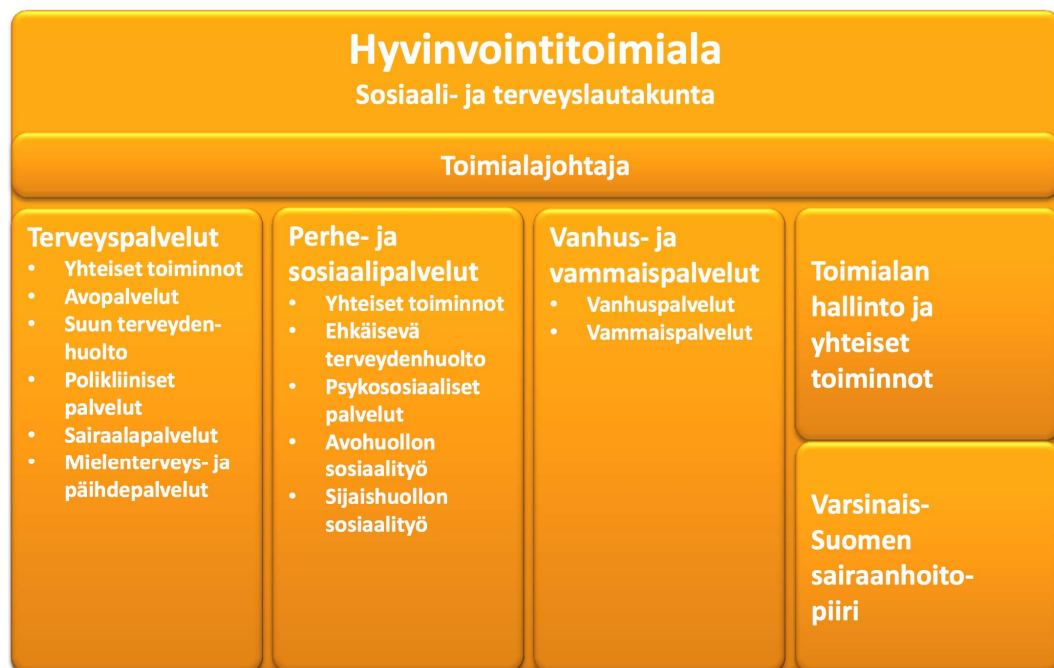 Hyvinvointitoimiala
Sosiaali- ja terveyslautakunta
Toimialajohtaja
Terveyspalvelut
• Yhteiset toiminnot
• Avopalvelut
• Suun terveyden-
huolto
• Polikliiniset
palvelut
• Sairaalapalvelut
• Mielenterveys- ja
päihdepalvelut
Perhe- ja
sosiaalipalvelut
• Yhteiset toiminnot
• Ehkäisevä
terveydenhuolto
• Psykososiaaliset
palvelut
• Avohuollon
sosiaalityö
• Sijaishuollon
sosiaalityö
Vanhus- ja
vammaispalvelut
• Vanhuspalvelut
• Vammaispalvelut
Toimialan
hallinto ja
yhteiset
toiminnot
Varsinais-
Suomen
sairaanhoito-
piiri